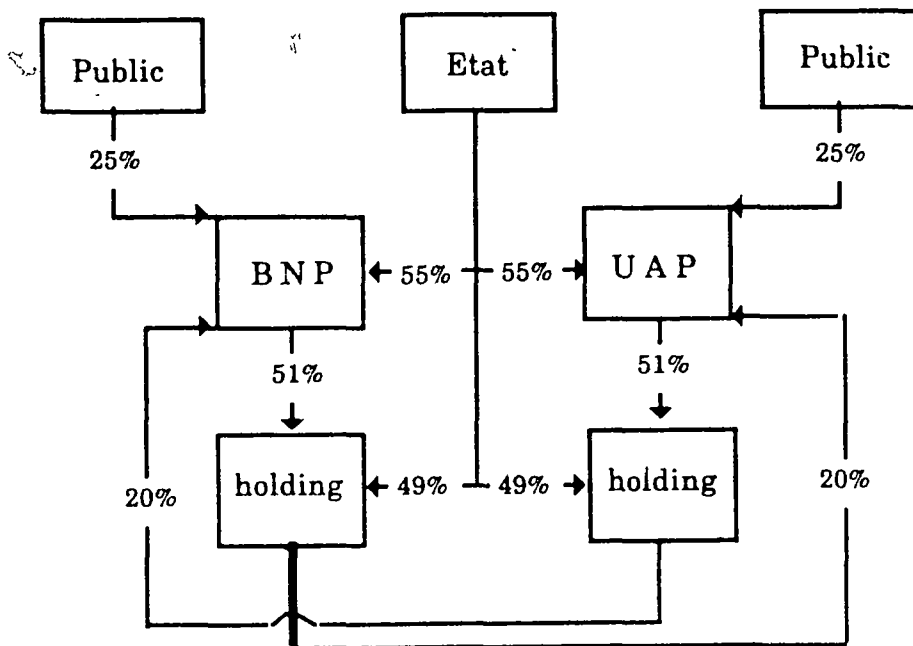 Public
Etat
Public
25%
25%
BNP
55%
55%
UAP
51%
51%
holding
49%
49%
holding
20%
20%